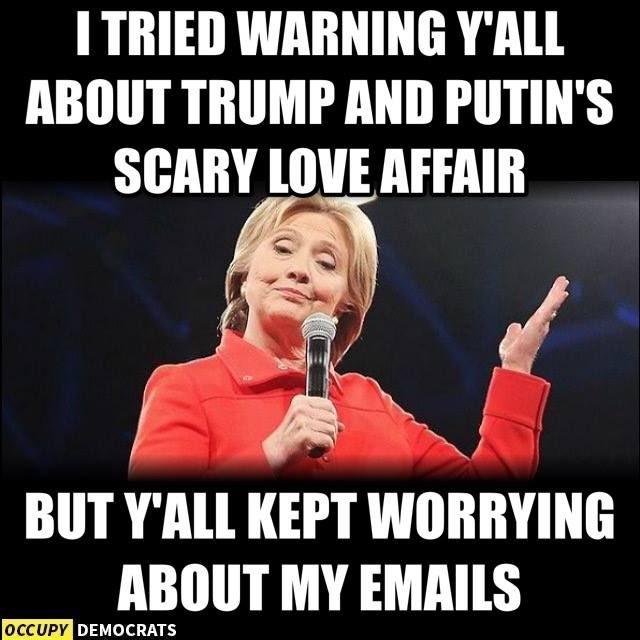 I TRIED WARNING Y'ALL
ABOUT TRUMP AND PUTIN'S
SCARY LOVE AFFAIR
BUT Y'ALL KEPT WORRYING
ABOUT MY EMAILS
OCCUPY DEMOCRATS